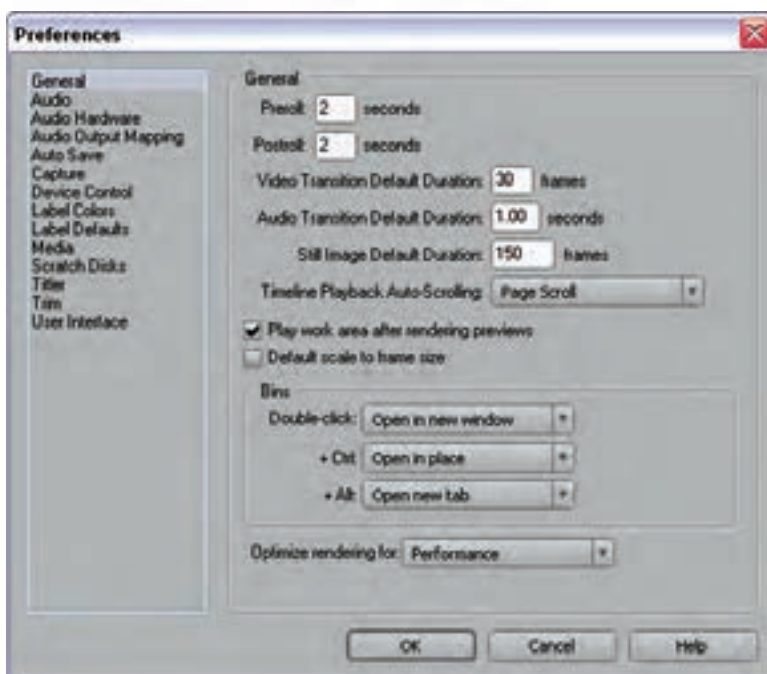 Preferences
General
Audio
Audio Hardware
Audio Output Mapping
Auto Save
Capture
Device Control
Label Colors
Label Defaults
Media
Scratch Disks
Titler
Trim
User Interface
General
Preroll: 2 seconds
Postroll: 2 seconds
Video Transition Default Duration: 30 frames
Audio Transition Default Duration: 1.00 seconds
Still Image Default Duration: 150 frames
Timeline Playback Auto-Scrolling: Page Scroll
Play work area after rendering previews
Default scale to frame size
Bins
Double-click: Open in new window
+ Ctrl: Open in place
+ Alt: Open new tab
Optimize rendering for: Performance
OK Cancel Help